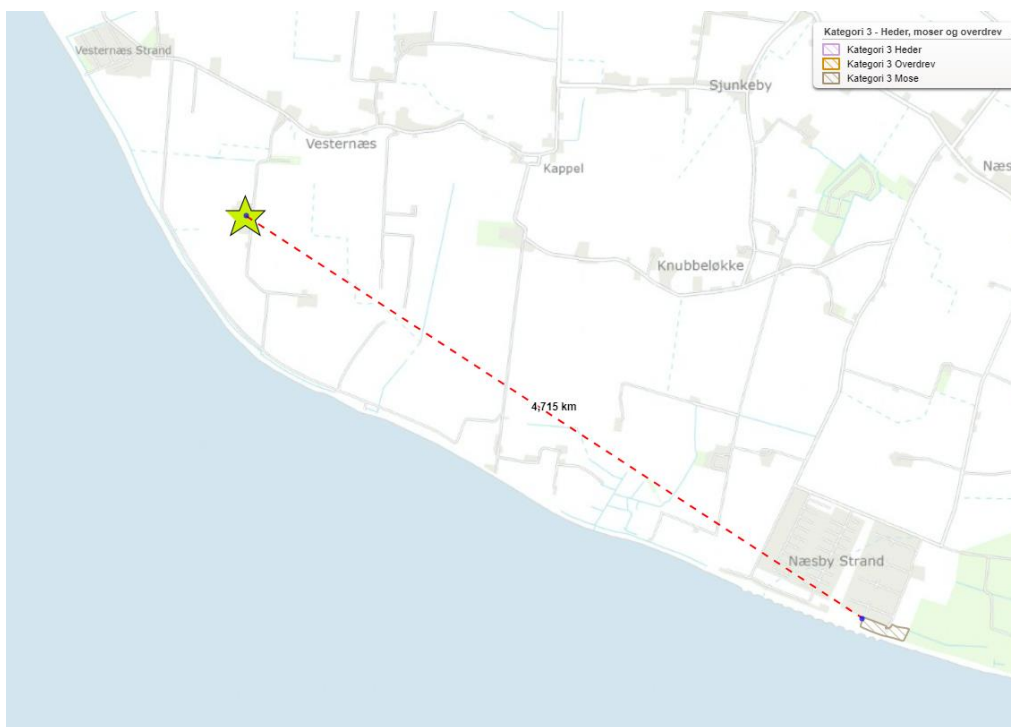 Kategori 3 - Heder, moser og overdrev
Kategori 3 Heder
Kategori 3 Overdrev
Kategori 3 Mose
Vesternæs Strand
Sjunkeby
Vesternæs
Kappel
Næs
Knubbeløkke
4,715 km
Næsby Strand